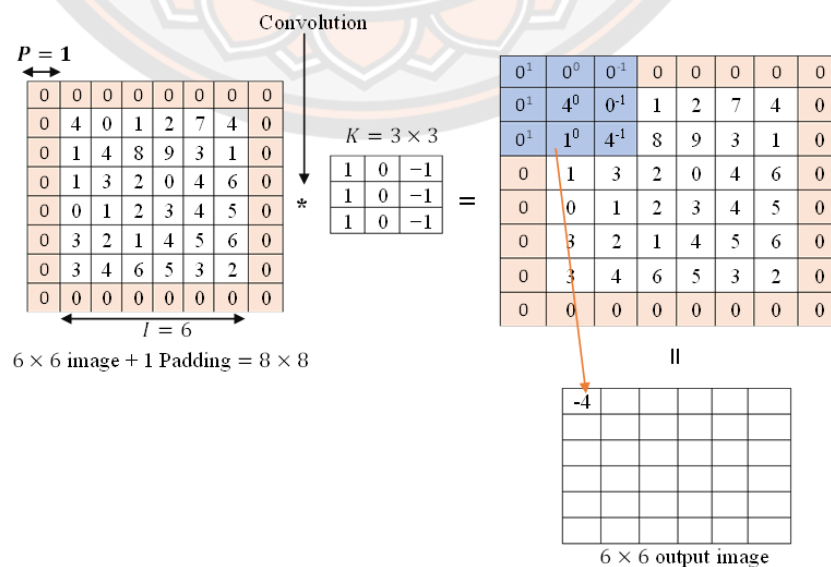 Convolution
P = 1
0 0 0 0 0 0 0 0
0 4 0 1 2 7 4 0
0 1 4 8 9 3 1 0
0 1 3 2 0 4 6 0
0 0 1 2 3 4 5 0
0 3 2 1 4 5 6 0
0 3 4 6 5 3 2 0
0 0 0 0 0 0 0 0
I = 6
6 × 6 image + 1 Padding = 8 × 8
*
K = 3 × 3
1 0 −1
1 0 −1
1 0 −1
=
0¹ 0⁰ 0⁻¹ 0 0 0 0 0
0¹ 4⁰ 0⁻¹ 1 2 7 4 0
0¹ 1⁰ 4⁻¹ 8 9 3 1 0
0 1 3 2 0 4 6 0
0 0 1 2 3 4 5 0
0 3 2 1 4 5 6 0
0 3 4 6 5 3 2 0
0 0 0 0 0 0 0 0
=
-4
6 × 6 output image